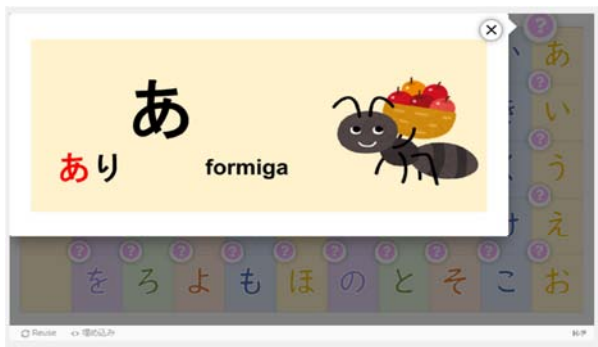 あ
あり formiga
あ
い
う
え
を ろ よ も ほ の と そ こ お
Reuse 埋め込み